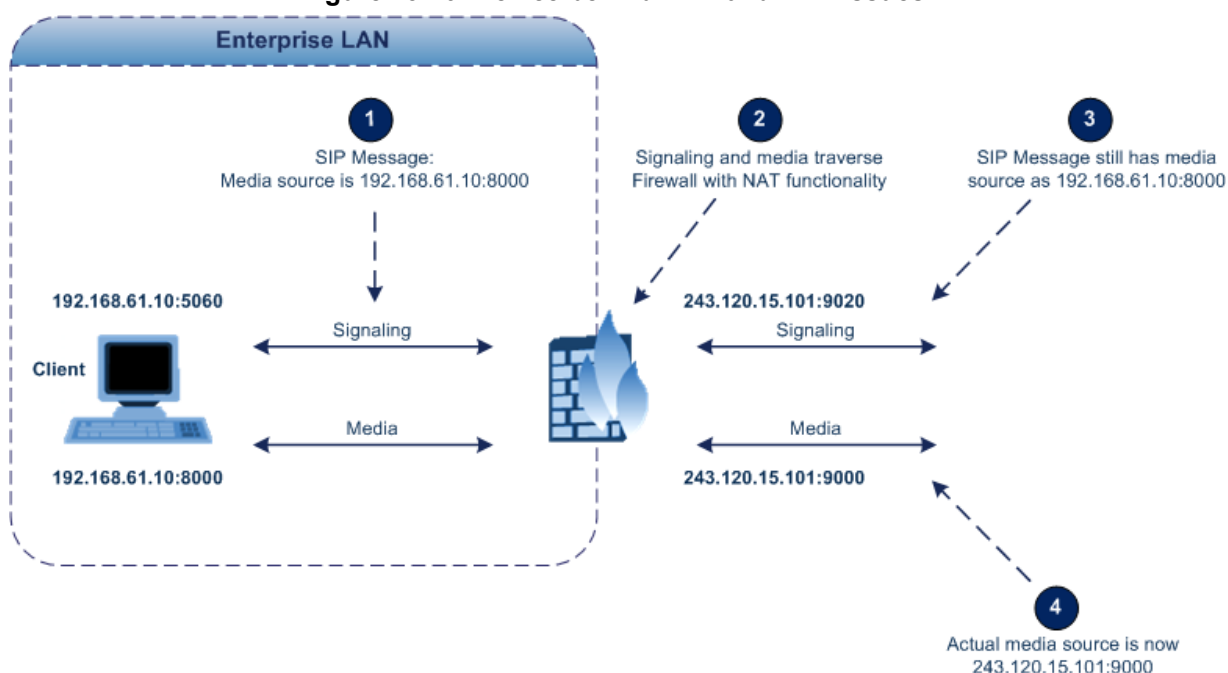 Enterprise LAN
1
SIP Message:
Media source is 192.168.61.10:8000
2
Signaling and media traverse
Firewall with NAT functionality
3
SIP Message still has media
source as 192.168.61.10:8000
192.168.61.10:5060
Signaling
243.120.15.101:9020
Signaling
Client
Media
Media
192.168.61.10:8000
243.120.15.101:9000
4
Actual media source is now
243.120.15.101:9000